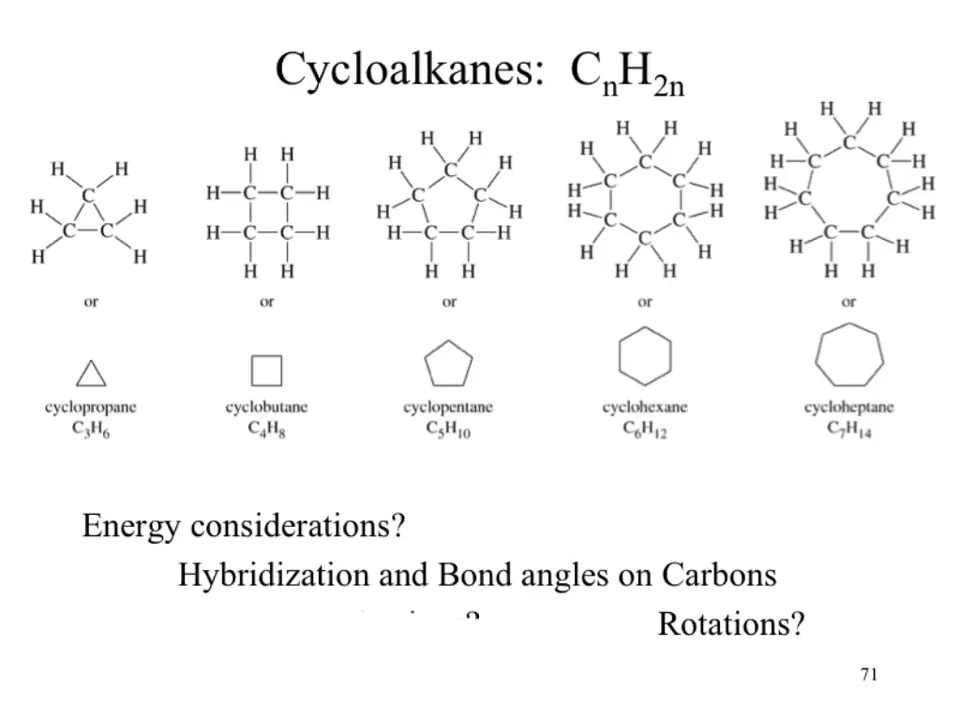 Cycloalkanes: CnH2n
H H H H H H
C C C
H H H H H H H H
C C C C
H H H H H H H H H H
C C C C C
H H H H H H H H H H H H
C C C C C C
H H H H H H H H H H H H H H
C C C C C C C
or or or or or
cyclopropane cyclobutane cyclopentane cyclohexane cycloheptane
C3H6 C4H8 C5H10 C6H12 C7H14
Energy considerations?
Hybridization and Bond angles on Carbons
Rotations?
71